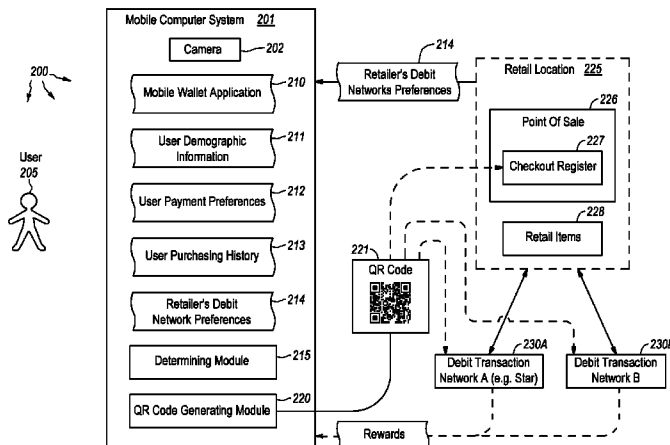 Mobile Computer System 201
Camera
202
200
Mobile Wallet Application
210
User Demographic
Information
211
User
205
User Payment Preferences
212
User Purchasing History
213
Retailer's Debit
Network Preferences
214
Determining Module
215
QR Code Generating Module
220
214
Retailer's Debit
Networks Preferences
Retail Location 225
226
Point Of Sale
227
Checkout Register
228
Retail Items
221
QR Code
230A
Debit Transaction
Network A (e.g. Star)
230B
Debit Transaction
Network B
Rewards